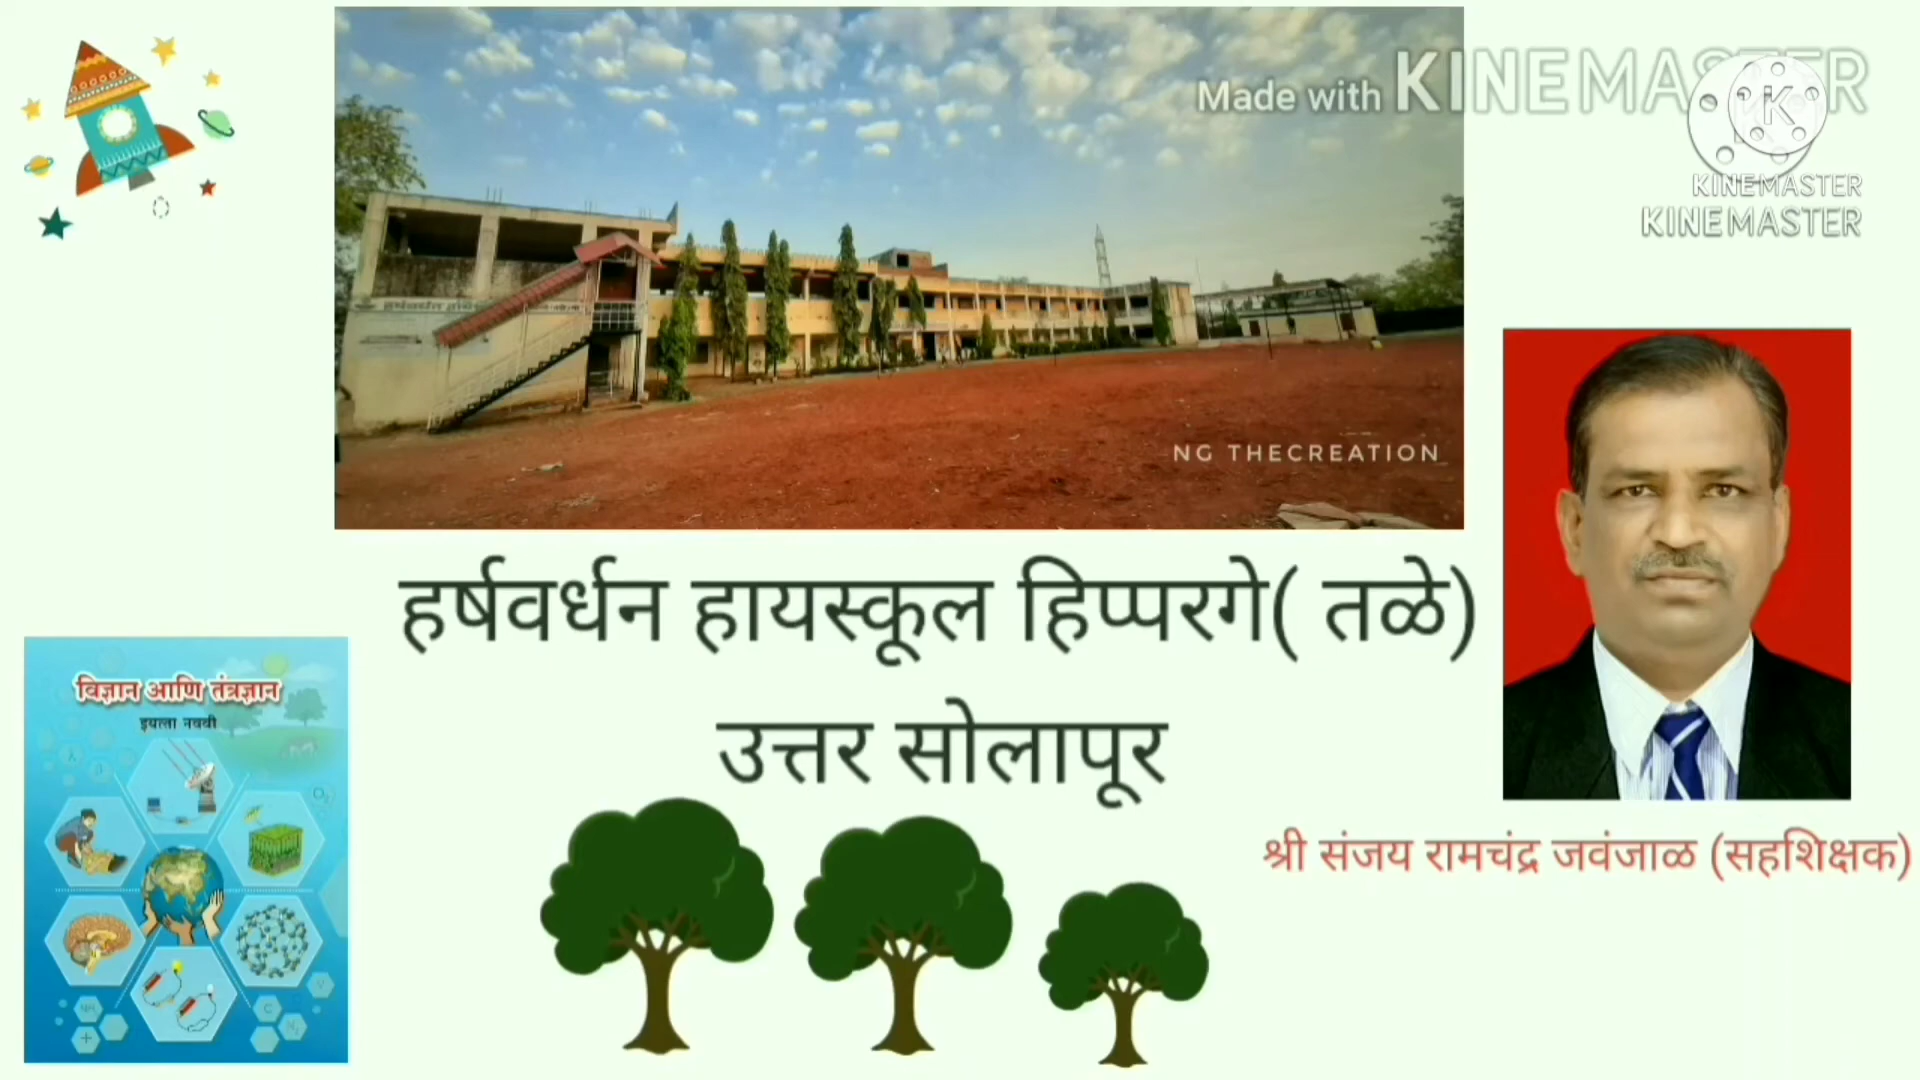 Made with KINEMASTER
KINEMASTER
KINEMASTER
NG THECREATION
हर्षवर्धन हायस्कूल हिप्परगे( तळे)
उत्तर सोलापूर
श्री संजय रामचंद्र जवंजाळ (सहशिक्षक)
विज्ञान आणि तंत्रज्ञान
इयत्ता नववी